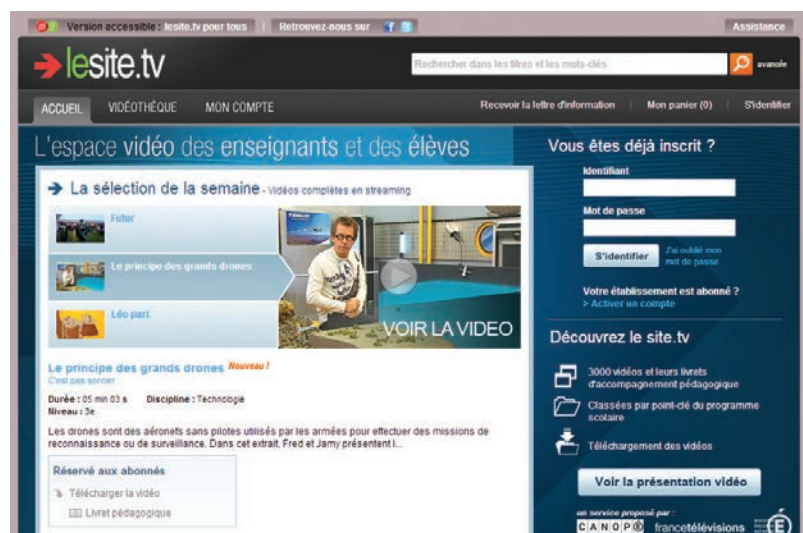 Version accessible : lesite.tv pour tous
Retrouvez-nous sur
Assistance
lesite.tv
Rechercher dans les titres et les mots-clés
avancée
ACCUEIL
VIDÉOTHÈQUE
MON COMPTE
Recevoir la lettre d'information
Mon panier (0)
S'identifier
L'espace vidéo des enseignants et des élèves
La sélection de la semaine - Vidéos complètes en streaming
Futur
Le principe des grands drones
Léo part
VOIR LA VIDEO
Le principe des grands drones Nouveau !
C'est pas sorcier
Durée : 05 min 03 s Discipline : Technologie
Niveau : 3e
Les drones sont des aéronefs sans pilotes utilisés par les armées pour effectuer des missions de
reconnaissance ou de surveillance. Dans cet extrait, Fred et Jamy présentent l...
Réservé aux abonnés
Télécharger la vidéo
Livret pédagogique
Vous êtes déjà inscrit ?
Identifiant
Mot de passe
S'identifier
J'ai oublié mon
mot de passe
Votre établissement est abonné ?
> Activer un compte
Découvrez le site.tv
3000 vidéos et leurs livrets
d'accompagnement pédagogique
Classées par point-clé du programme
scolaire
Téléchargement des vidéos
Voir la présentation vidéo
un service proposé par :
CANOPÉ francetélévisions